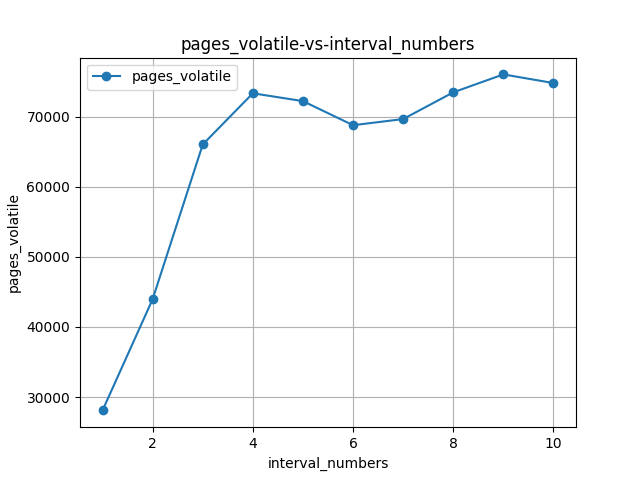 pages_volatile-vs-interval_numbers
pages_volatile
70000
60000
50000
40000
30000
pages_volatile
2 4 6 8 10
interval_numbers